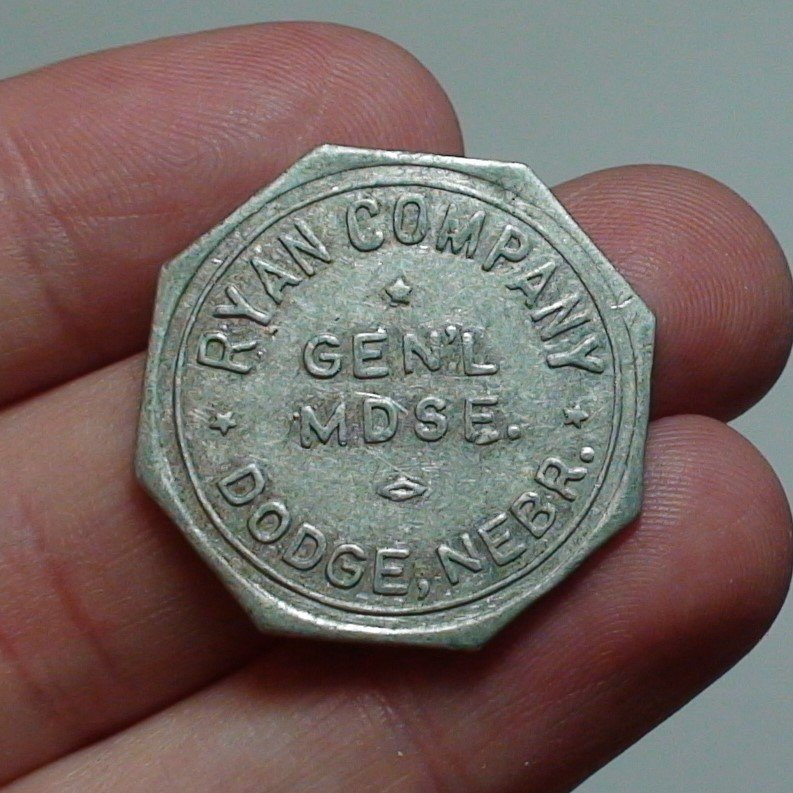 RYAN COMPANY
GEN'L
MDSE.
DODGE, NEBR.